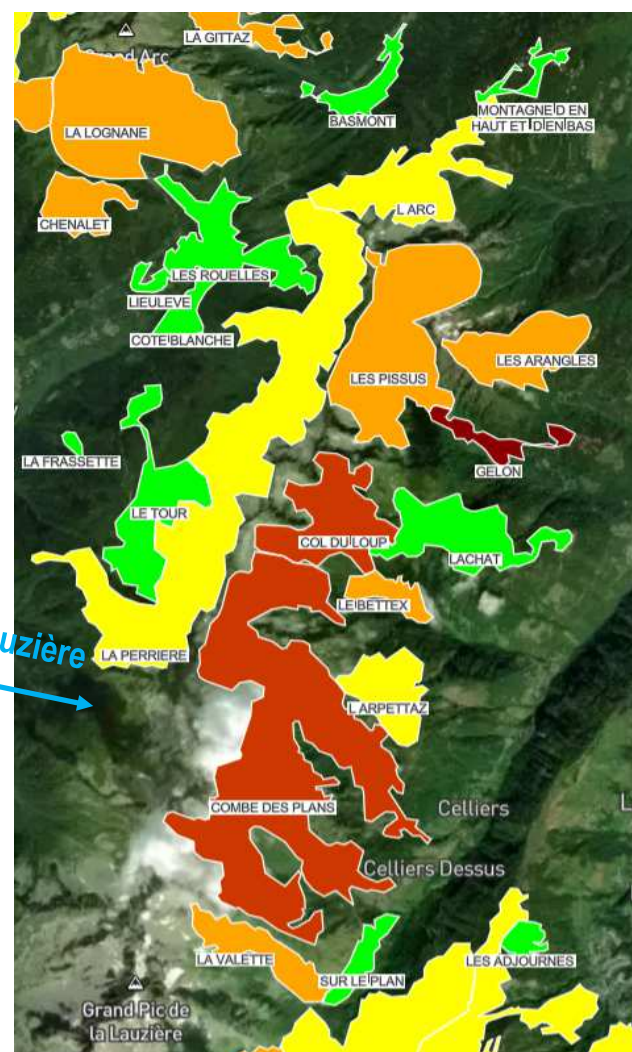 LA GITTAZ
Grand Arc
BASMONT
MONTAGNE D EN
HAUT ET D EN BAS
LA LOGNANE
L ARC
CHENALET
LES ROUELLES
LIEULEVE
COTE BLANCHE
LES ARANGLES
LES PISSUS
LA FRASSETTE
GELON
LE TOUR
COL DU LOUP
LACHAT
LE BETTEX
uzière
LA PERRIERE
L ARPETTAZ
COMBE DES PLANS
Celliers
L
Celliers Dessus
LA VALETTE
LES ADJOURNES
SUR LE PLAN
Grand Pic de
la Lauzière